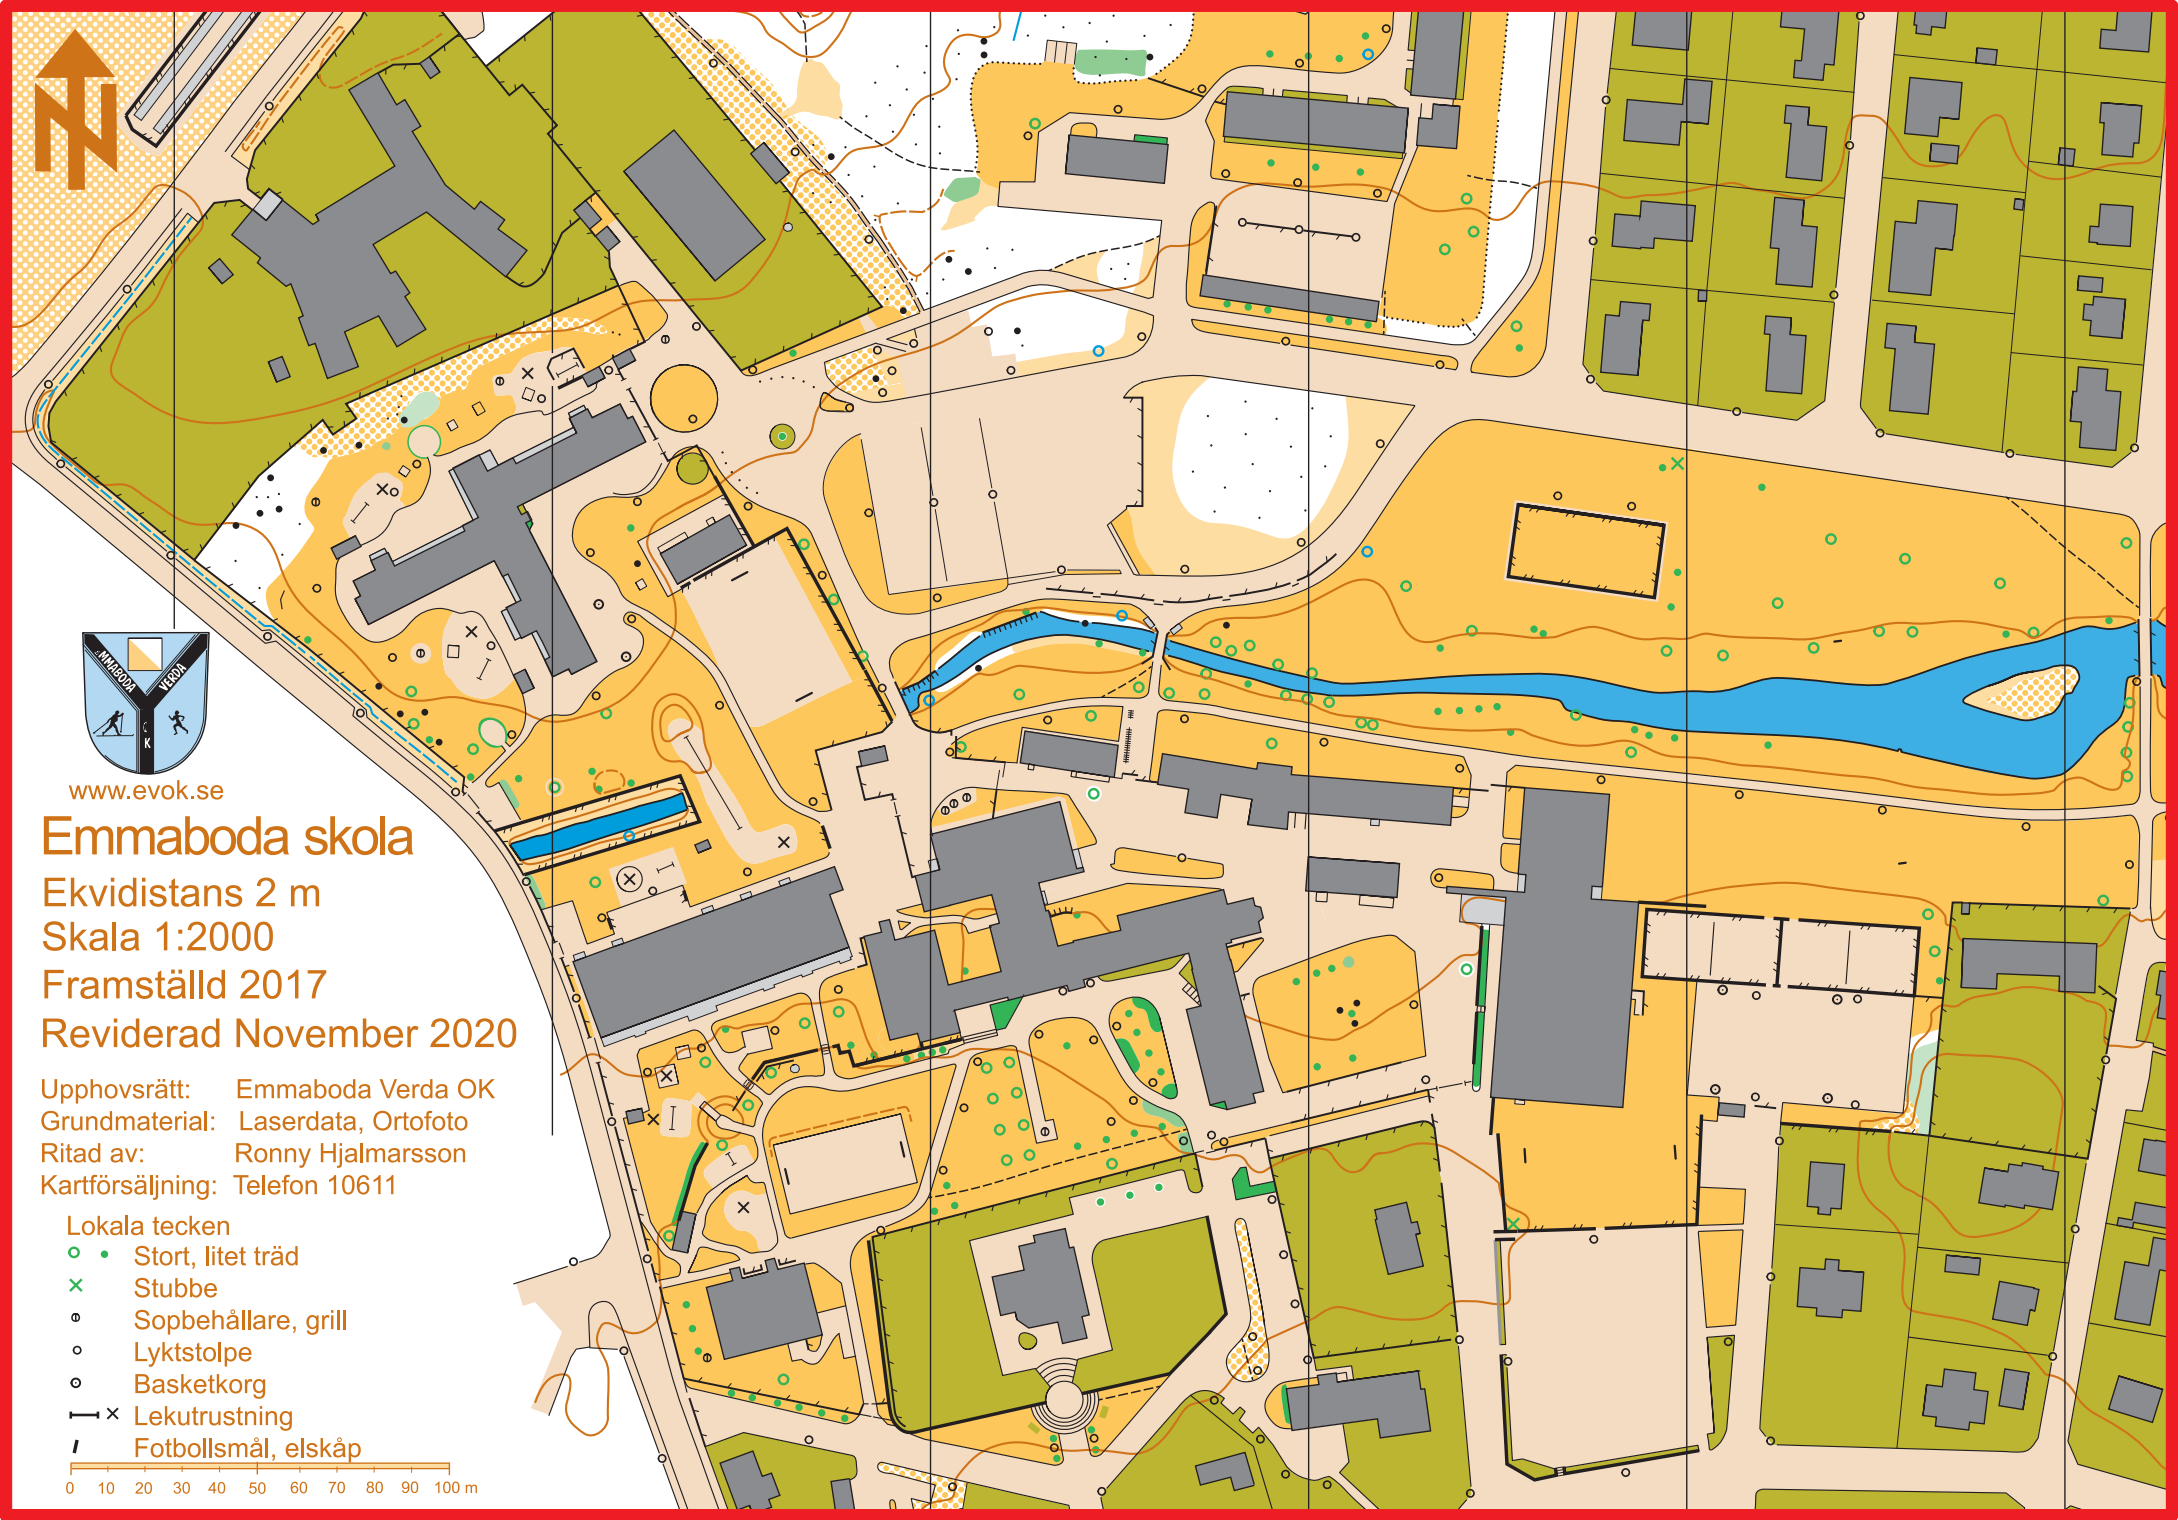 N
MMABODA
VERDA
K
www.evok.se
Emmaboda skola
Ekvidistans 2 m
Skala 1:2000
Framställd 2017
Reviderad November 2020
Upphovsrätt: Emmaboda Verda OK
Grundmaterial: Laserdata, Ortofoto
Ritad av: Ronny Hjalmarsson
Kartförsäljning: Telefon 10611
Lokala tecken
Stort, litet träd
Stubbe
Sopbehållare, grill
Lyktstolpe
Basketkorg
Lekutrustning
Fotbollsmål, elskåp
0 10 20 30 40 50 60 70 80 90 100 m